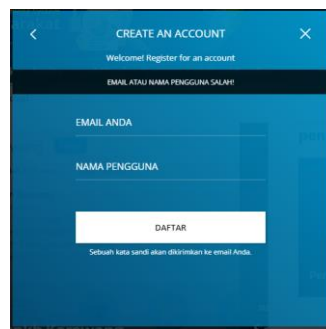 CREATE AN ACCOUNT
Welcome! Register for an account
EMAIL ATAU NAMA PENGGUNA SALAH!
EMAIL ANDA
NAMA PENGGUNA
DAFTAR
Sebuah kata sandi akan dikirimkan ke email Anda.